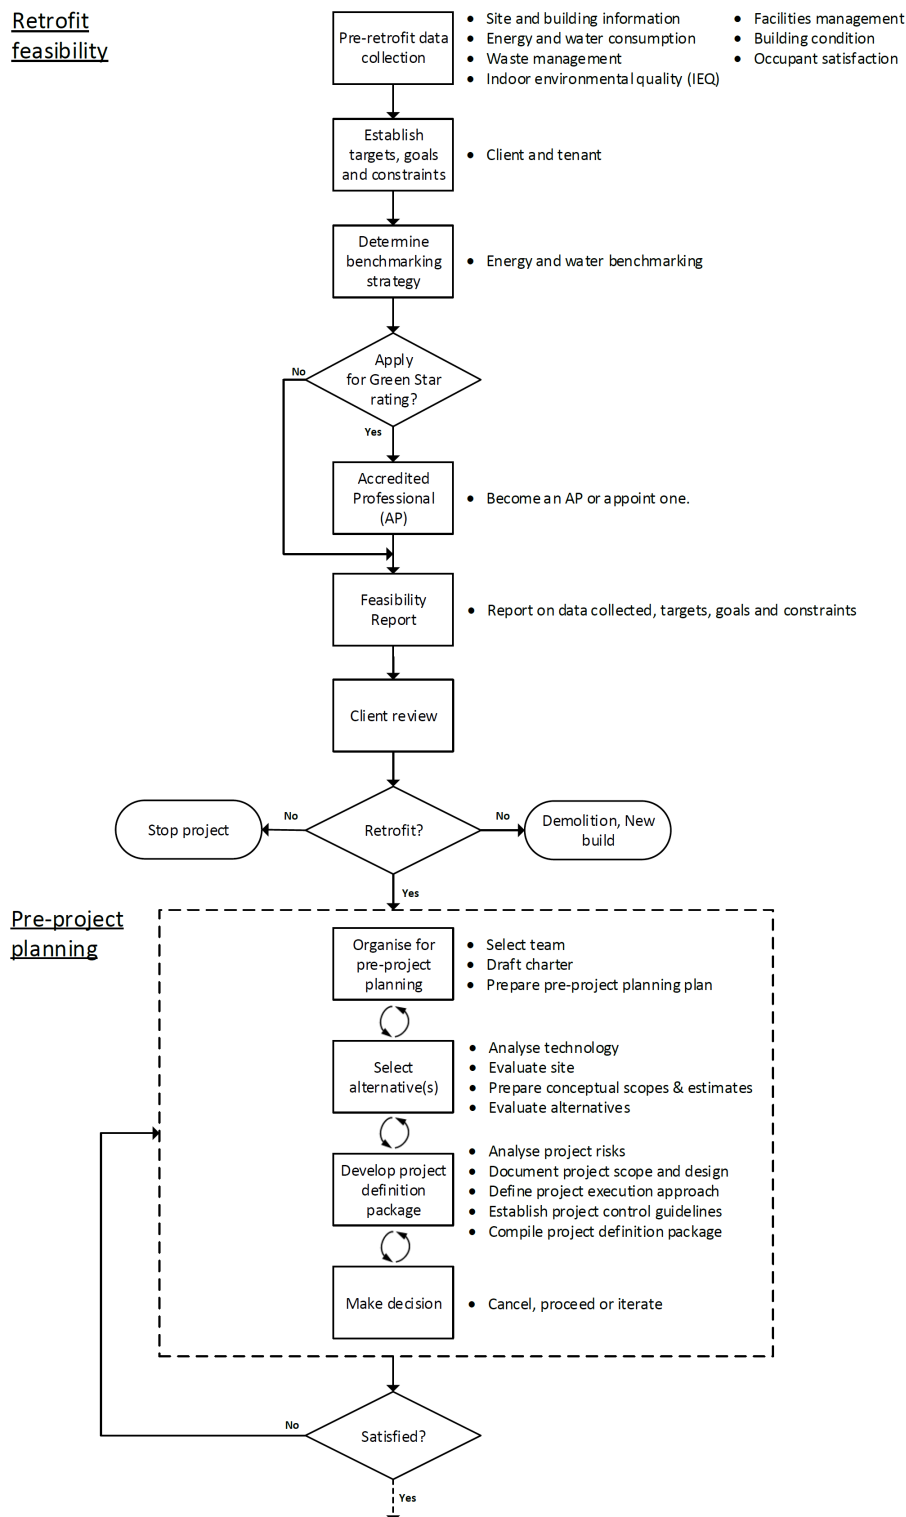 Retrofit
feasibility
Pre-retrofit data
collection
• Site and building information
• Energy and water consumption
• Waste management
• Indoor environmental quality (IEQ)
• Facilities management
• Building condition
• Occupant satisfaction
Establish
targets, goals
and constraints
• Client and tenant
Determine
benchmarking
strategy
• Energy and water benchmarking
Apply
for Green Star
rating?
No
Yes
Accredited
Professional
(AP)
• Become an AP or appoint one.
Feasibility
Report
• Report on data collected, targets, goals and constraints
Client review
Retrofit?
No
Stop project
No
Demolition, New
build
Yes
Pre-project
planning
Organise for
pre-project
planning
• Select team
• Draft charter
• Prepare pre-project planning plan
Select
alternative(s)
• Analyse technology
• Evaluate site
• Prepare conceptual scopes & estimates
• Evaluate alternatives
Develop project
definition
package
• Analyse project risks
• Document project scope and design
• Define project execution approach
• Establish project control guidelines
• Compile project definition package
Make decision
• Cancel, proceed or iterate
Satisfied?
No
Yes